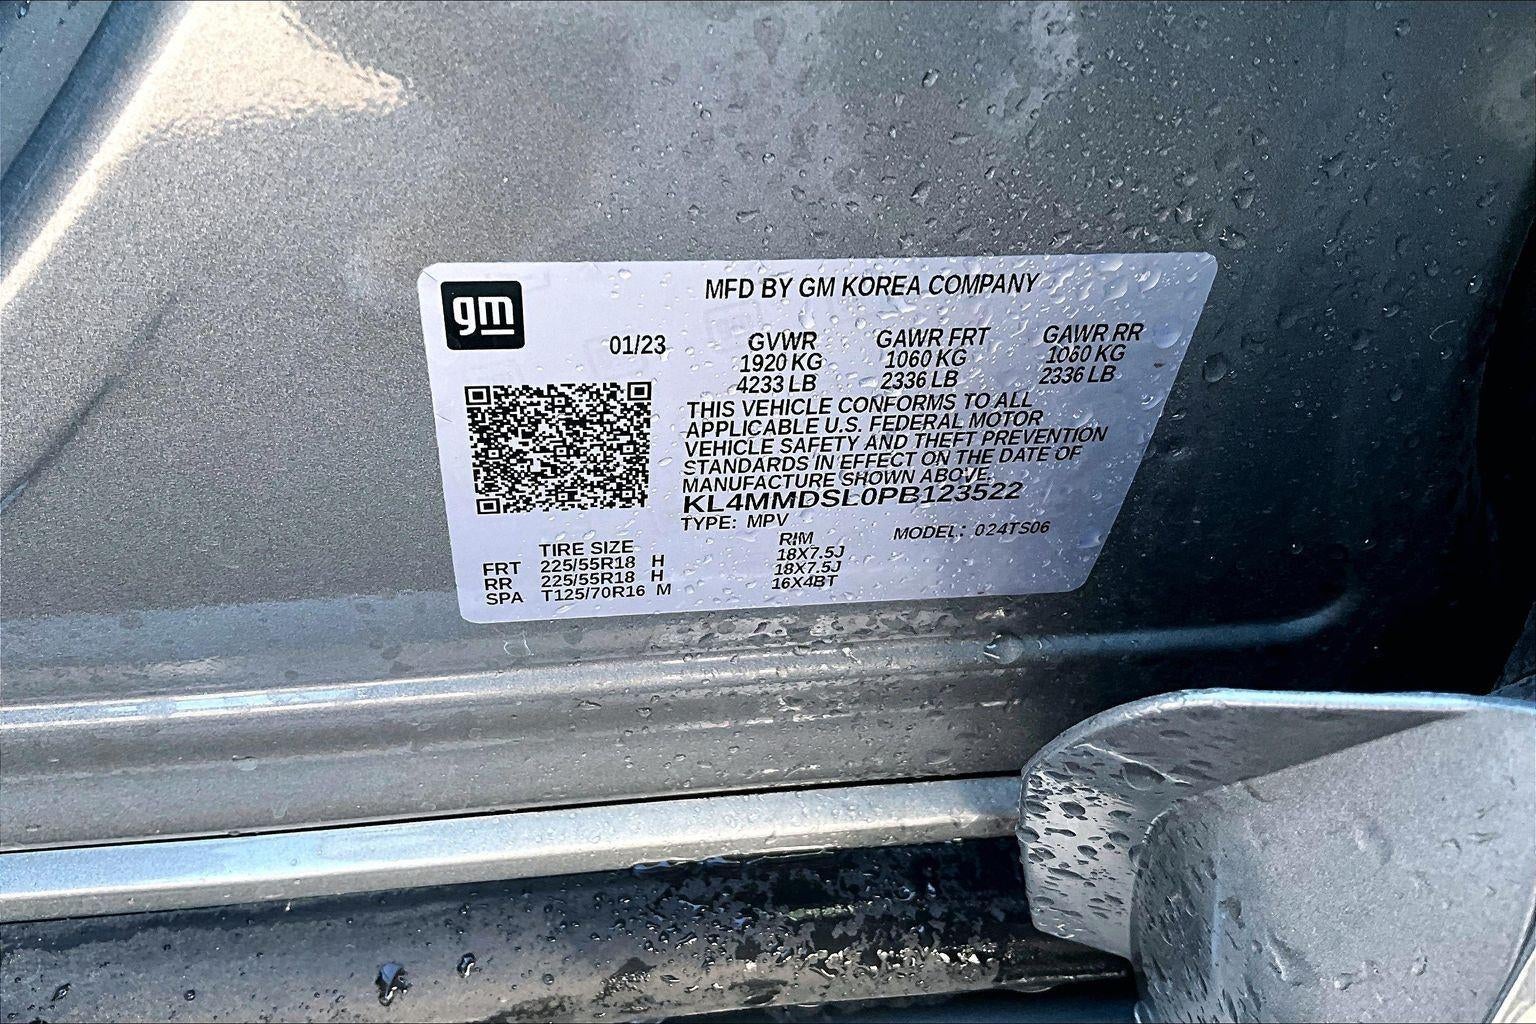 gm
MFD BY GM KOREA COMPANY
01/23 GVWR GAWR FRT GAWR RR
1920 KG 1060 KG 1060 KG
4233 LB 2336 LB 2336 LB
THIS VEHICLE CONFORMS TO ALL
APPLICABLE U.S. FEDERAL MOTOR
VEHICLE SAFETY AND THEFT PREVENTION
STANDARDS IN EFFECT ON THE DATE OF
MANUFACTURE SHOWN ABOVE.
KL4MMDSL0PB123522
TYPE: MPV MODEL: 024TS06
TIRE SIZE RIM
FRT 225/55R18 H 18X7.5J
RR 225/55R18 H 18X7.5J
SPA T125/70R16 M 16X4BT